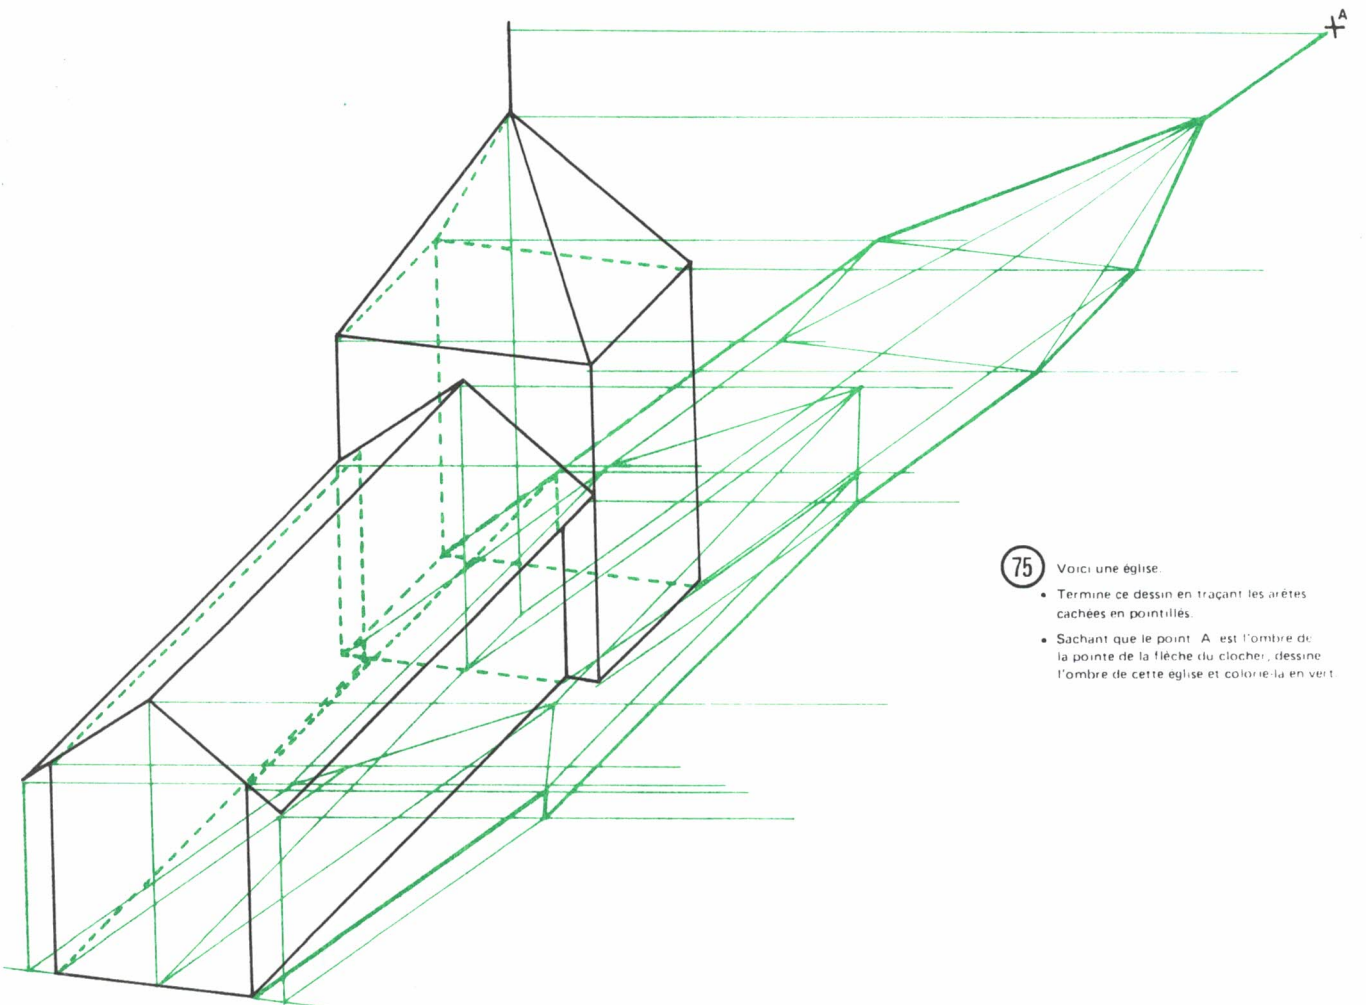 A
75 Voici une église.
• Termine ce dessin en traçant les arêtes
cachées en pointillés.
• Sachant que le point A est l'ombre de
la pointe de la flèche du clocher, dessine
l'ombre de cette église et colorie-la en vert.